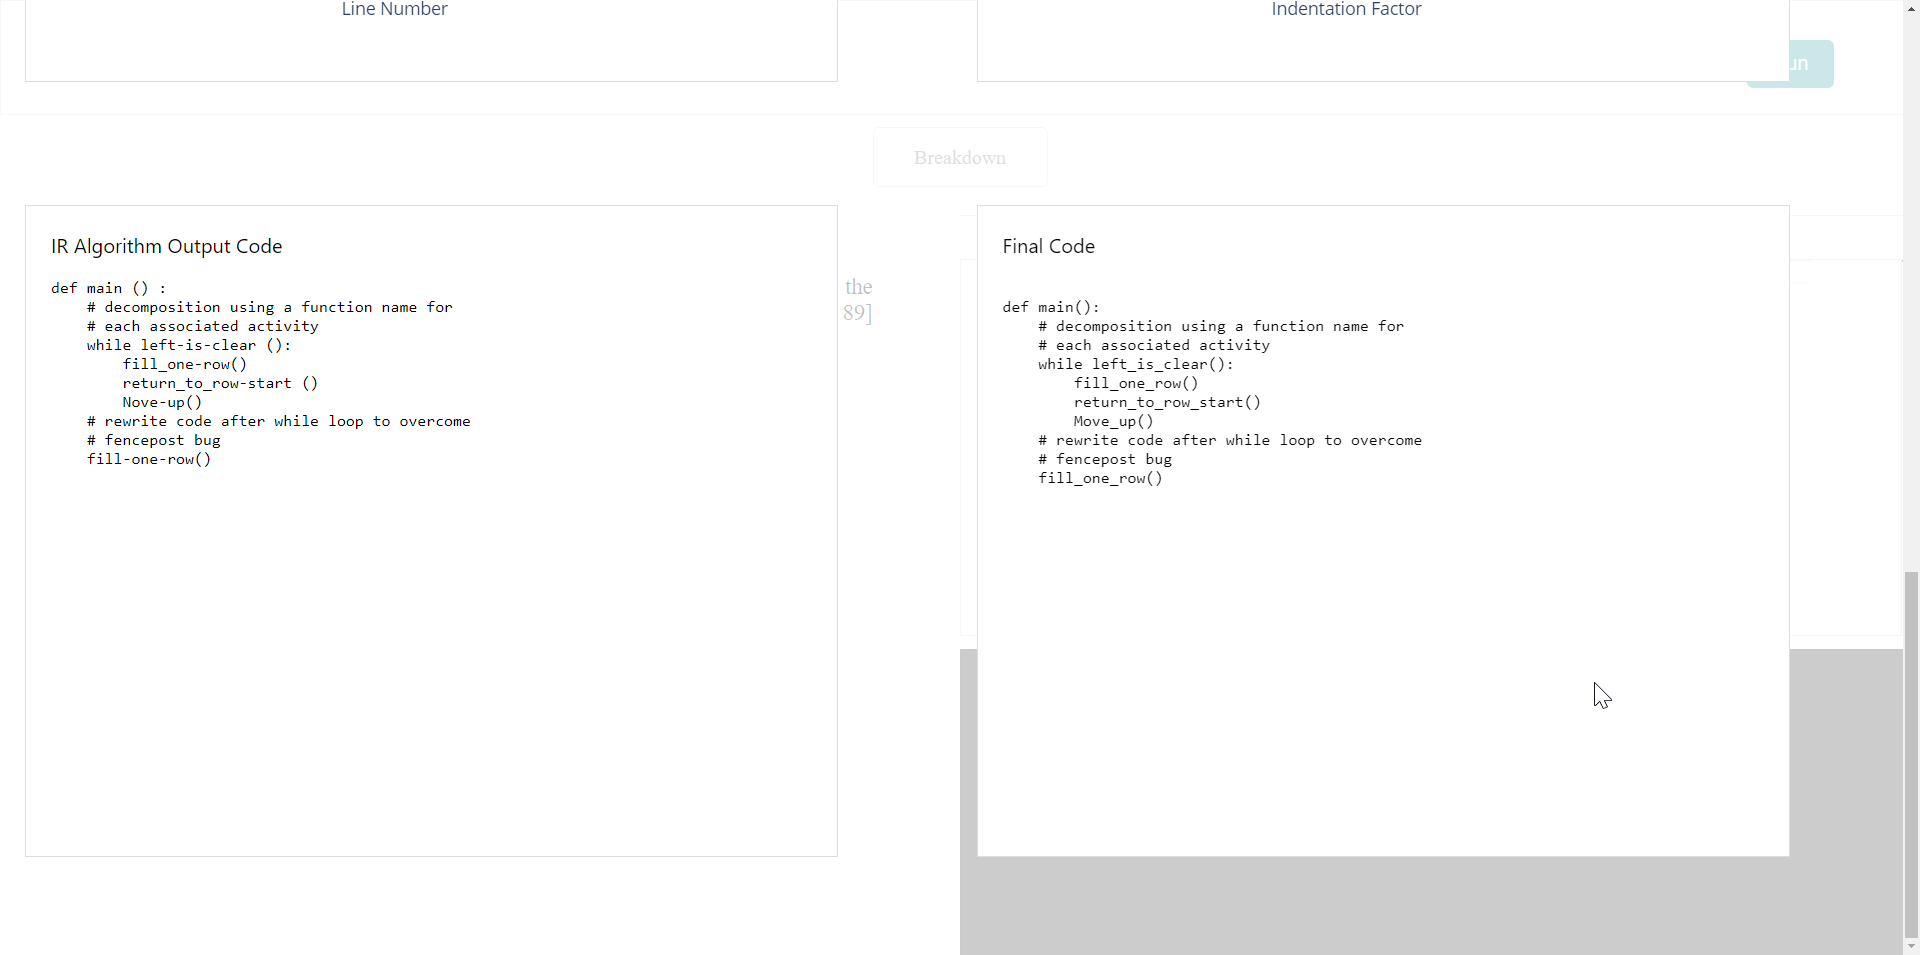 Line Number
Indentation Factor
un
Breakdown
IR Algorithm Output Code
def main () :
    # decomposition using a function name for
    # each associated activity
    while left-is-clear ():
        fill_one-row()
        return_to_row-start ()
        Nove-up()
    # rewrite code after while loop to overcome
    # fencepost bug
    fill-one-row()
the
89]
Final Code
def main():
    # decomposition using a function name for
    # each associated activity
    while left_is_clear():
        fill_one_row()
        return_to_row_start()
        Move_up()
    # rewrite code after while loop to overcome
    # fencepost bug
    fill_one_row()